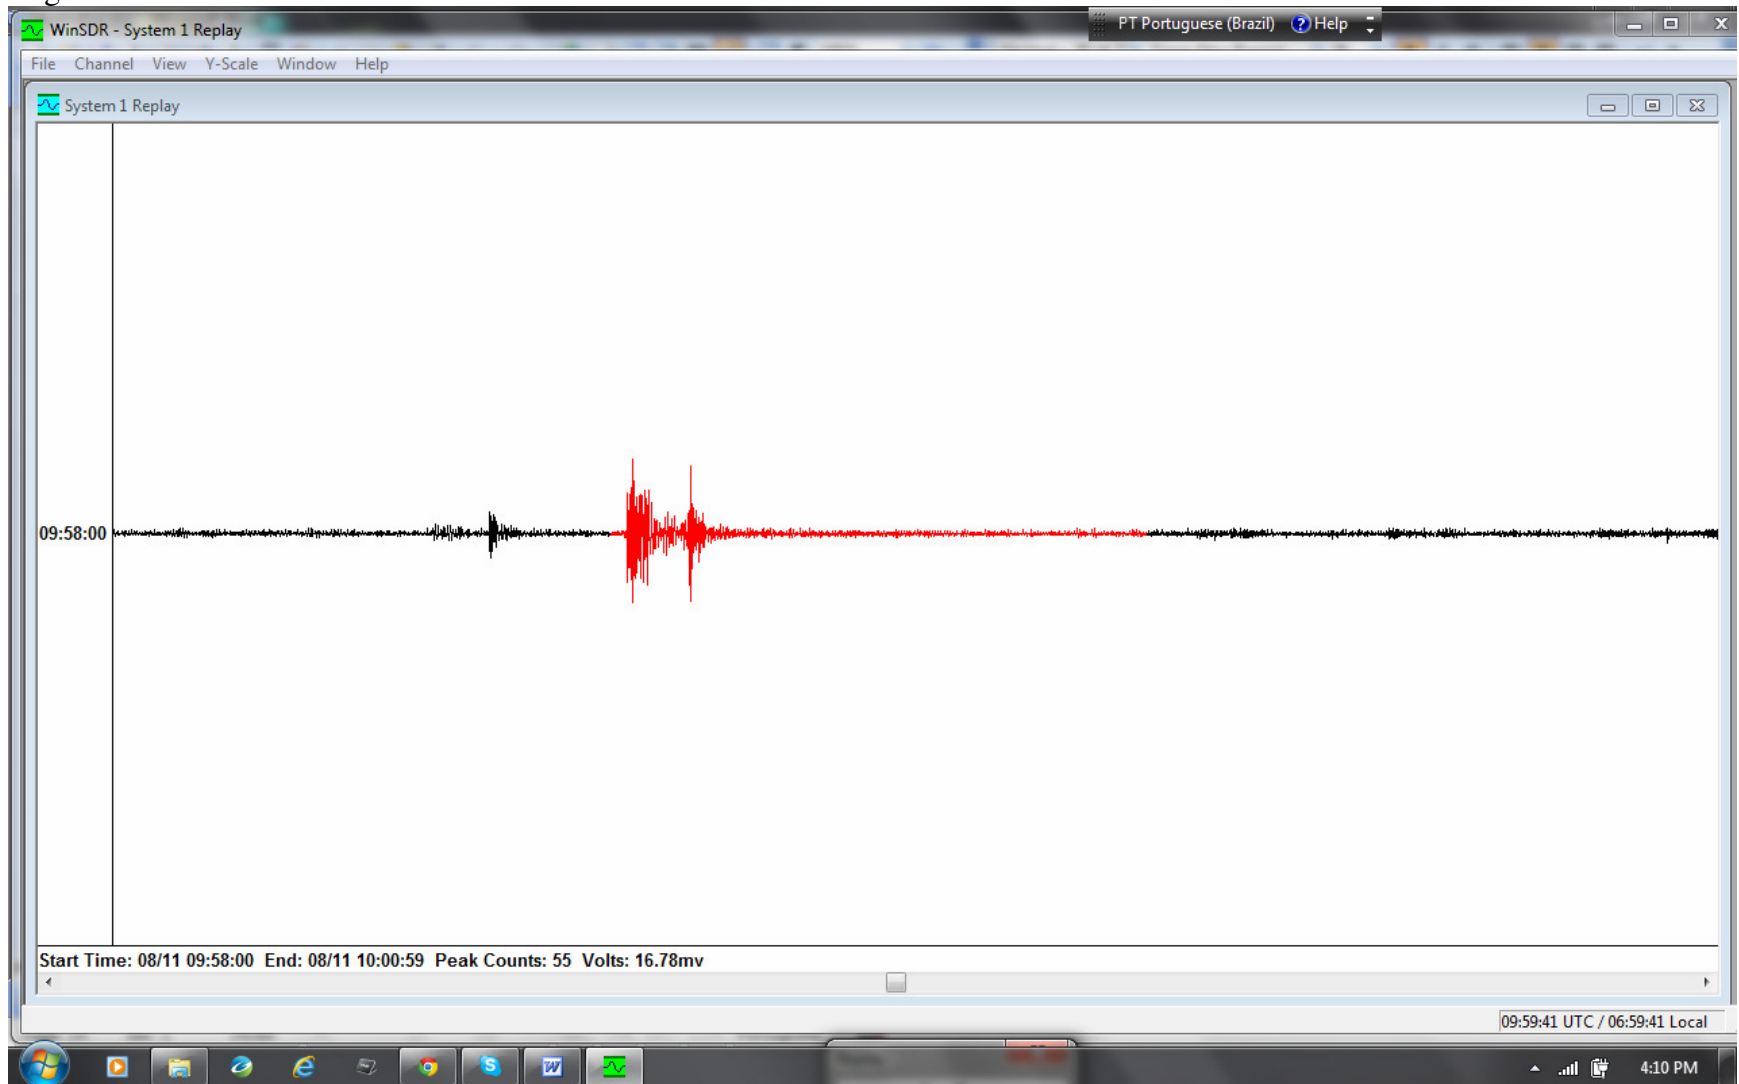 WinSDR - System 1 Replay
PT Portuguese (Brazil) Help
File Channel View Y-Scale Window Help
System 1 Replay
09:58:00
Start Time: 08/11 09:58:00 End: 08/11 10:00:59 Peak Counts: 55 Volts: 16.78mv
09:59:41 UTC / 06:59:41 Local
4:10 PM